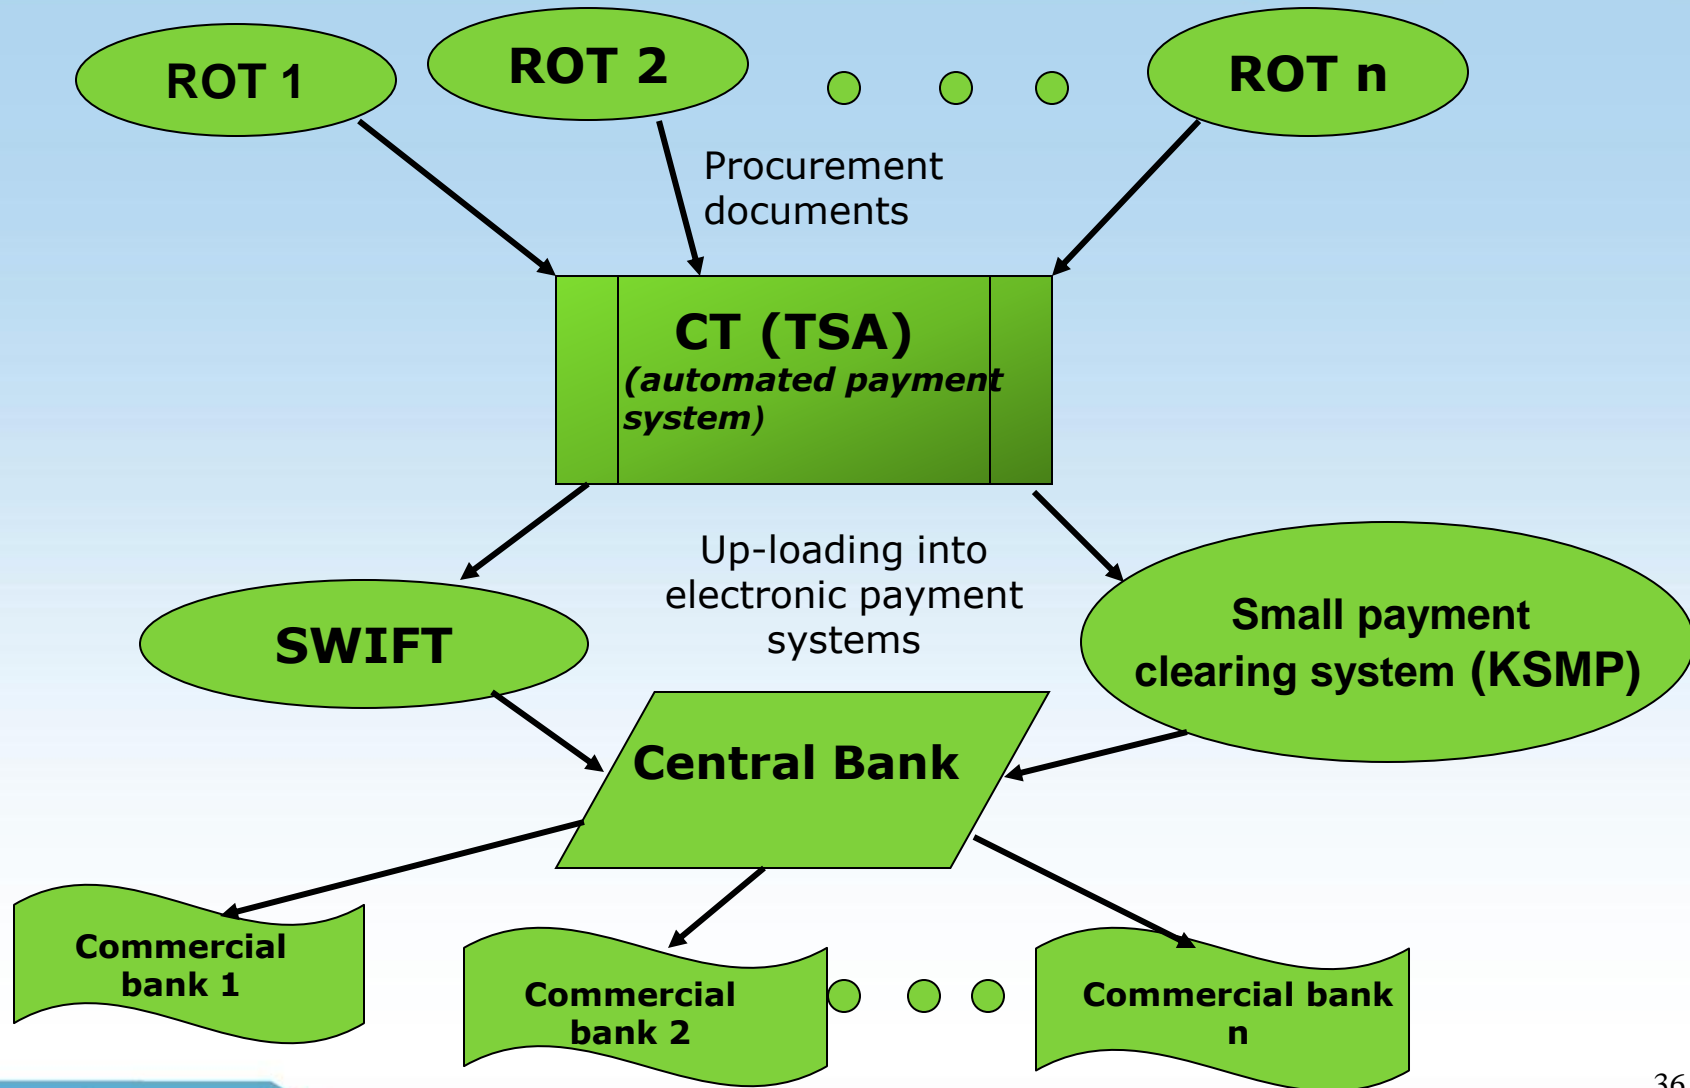 ROT 1
ROT 2
ROT n
Procurement
documents
CT (TSA)
(automated payment
system)
Up-loading into
electronic payment
systems
SWIFT
Small payment
clearing system (KSMP)
Central Bank
Commercial
bank 1
Commercial
bank 2
Commercial bank
n
36